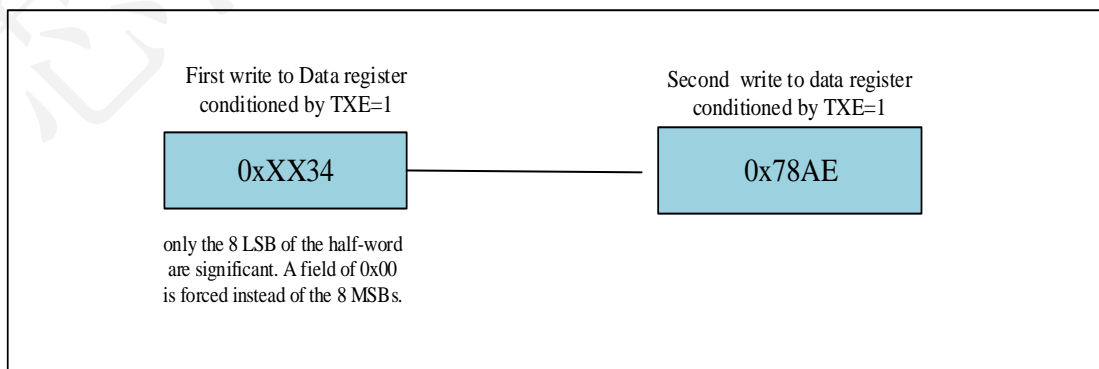 First write to Data register
conditioned by TXE=1
0xXX34
only the 8 LSB of the half-word
are significant. A field of 0x00
is forced instead of the 8 MSBs.
Second write to data register
conditioned by TXE=1
0x78AE